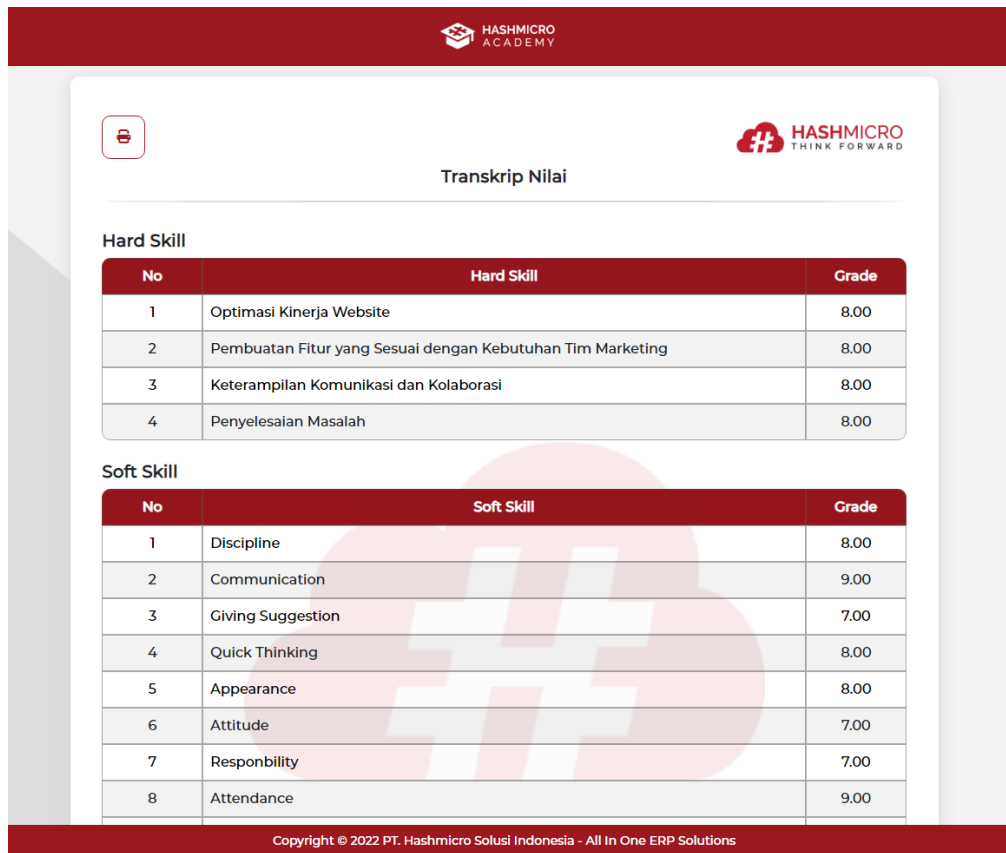 HASHMICRO
ACADEMY
HASHMICRO
THINK FORWARD
Transkrip Nilai
Hard Skill
No Hard Skill Grade
1 Optimasi Kinerja Website 8.00
2 Pembuatan Fitur yang Sesuai dengan Kebutuhan Tim Marketing 8.00
3 Keterampilan Komunikasi dan Kolaborasi 8.00
4 Penyelesaian Masalah 8.00
Soft Skill
No Soft Skill Grade
1 Discipline 8.00
2 Communication 9.00
3 Giving Suggestion 7.00
4 Quick Thinking 8.00
5 Appearance 8.00
6 Attitude 7.00
7 Responbility 7.00
8 Attendance 9.00
Copyright © 2022 PT. Hashmicro Solusi Indonesia - All In One ERP Solutions